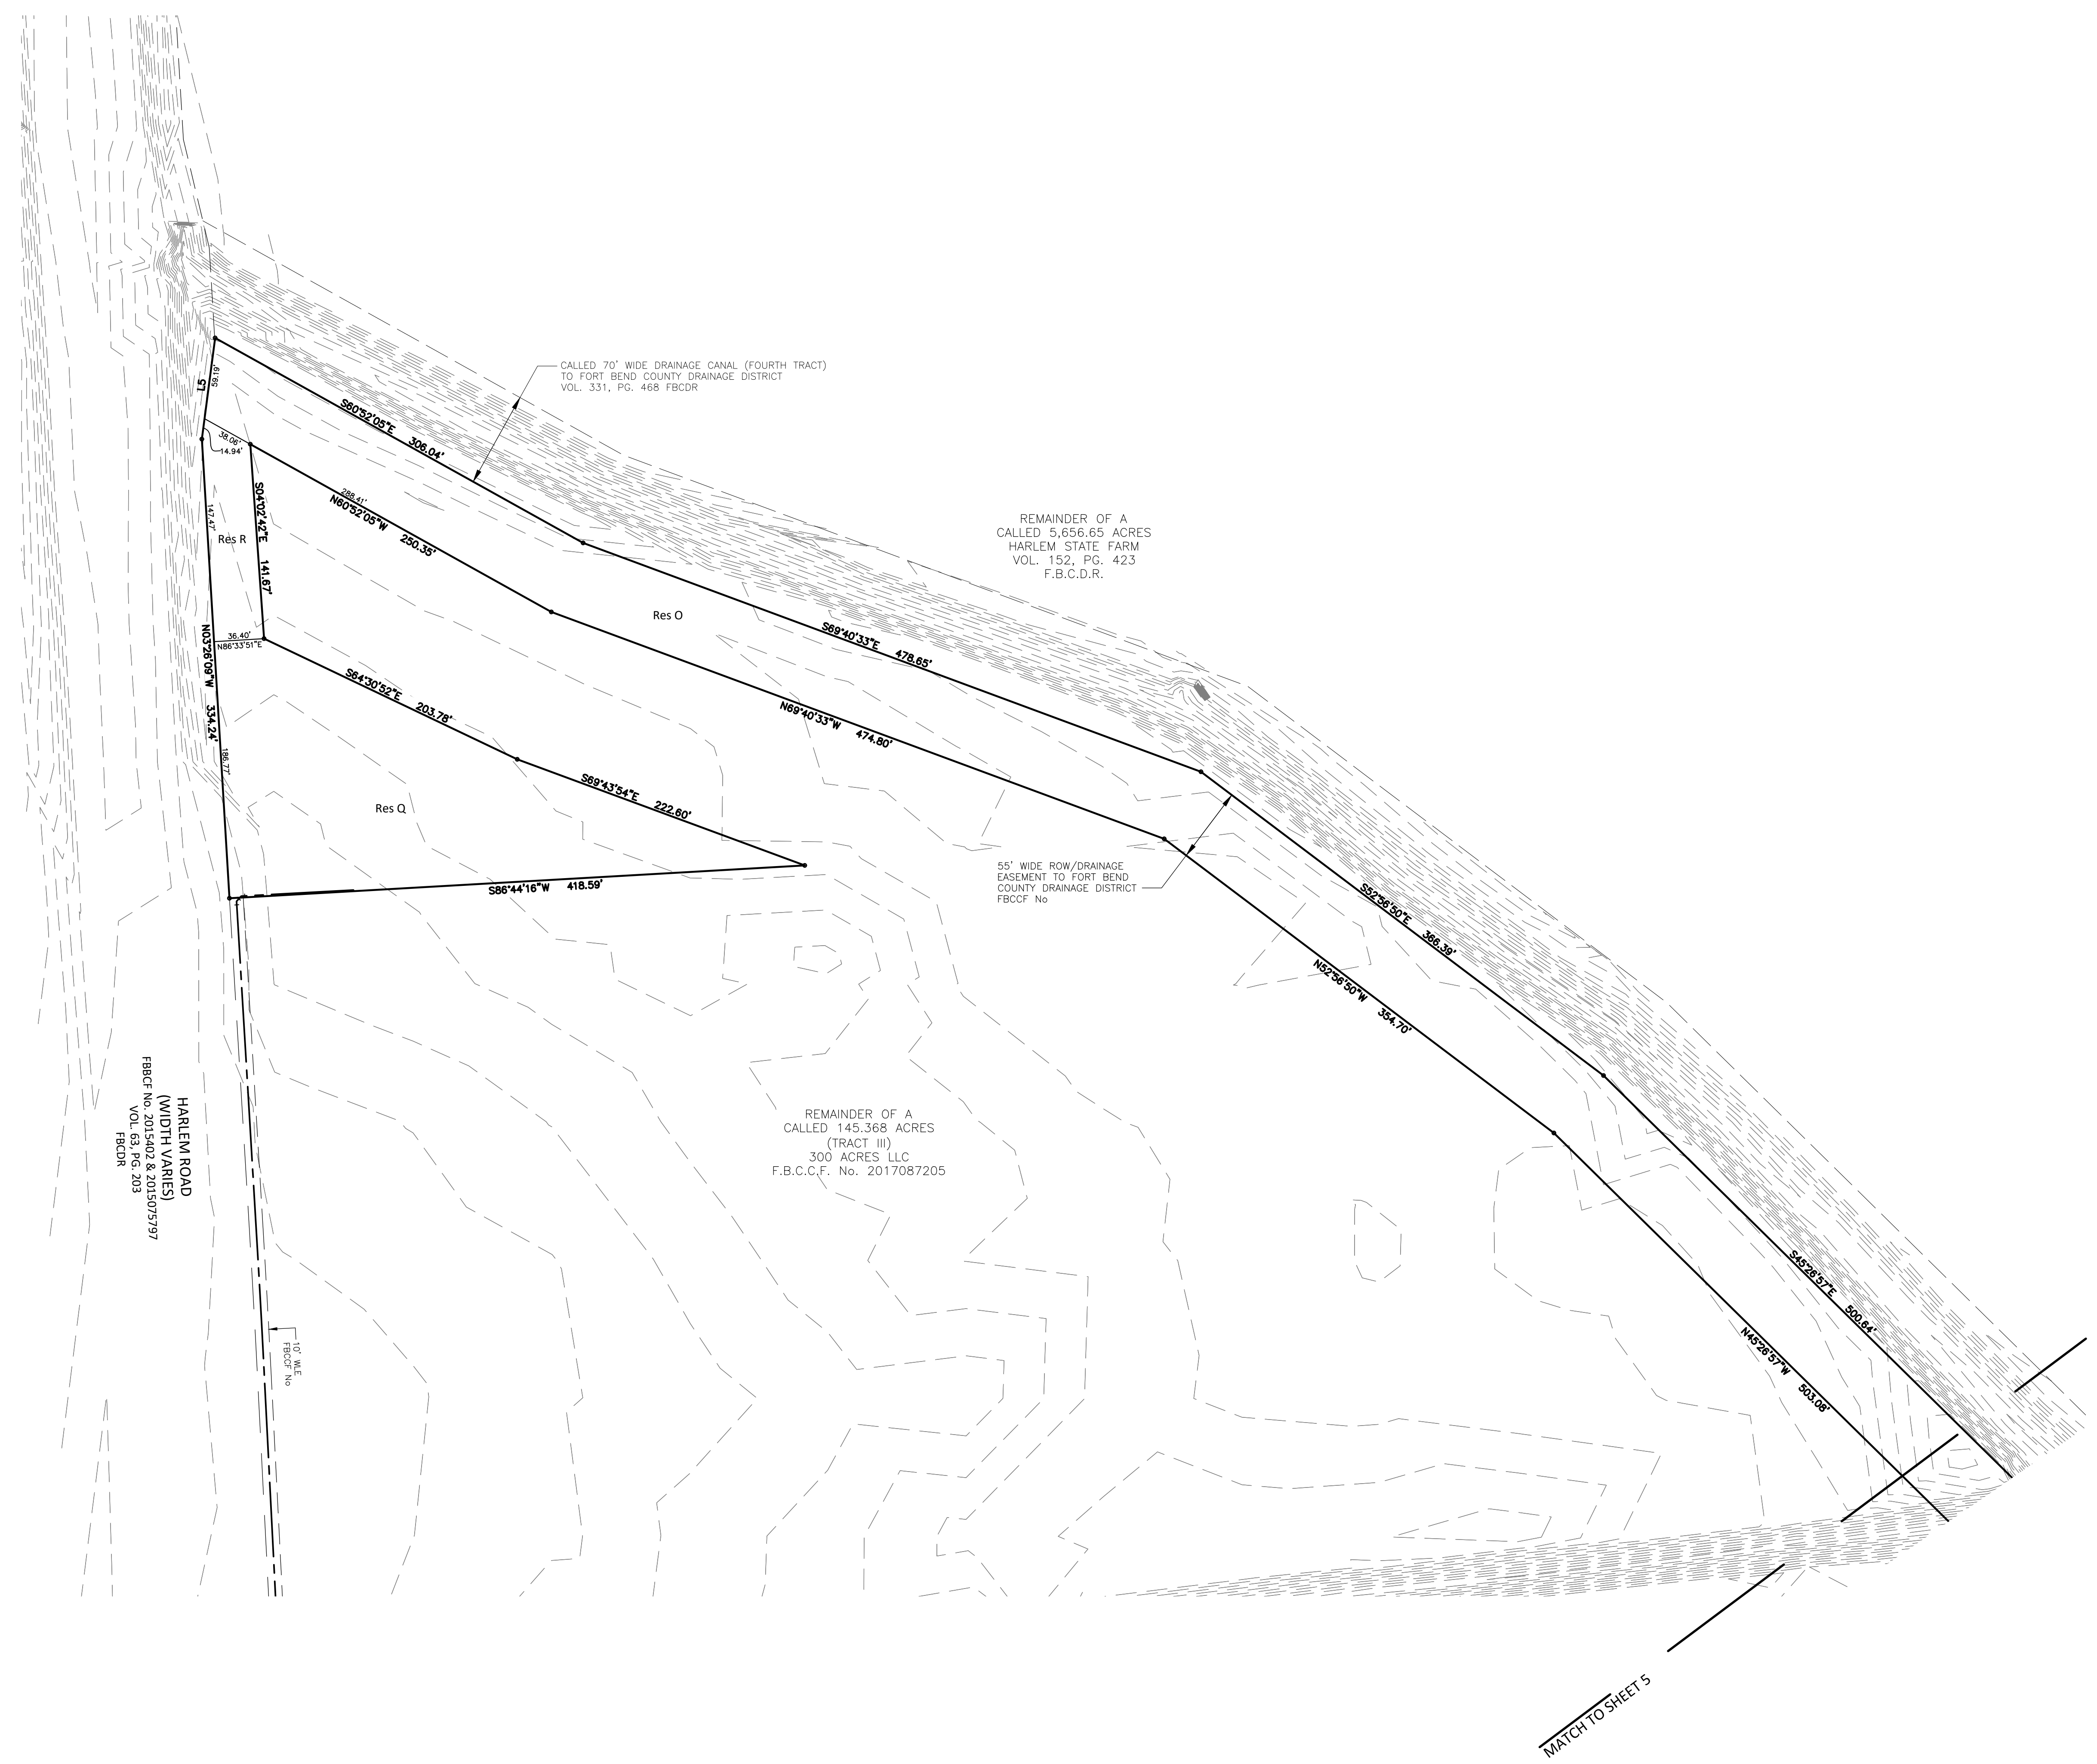 CALLED 70' WIDE DRAINAGE CANAL (FOURTH TRACT)
TO FORT BEND COUNTY DRAINAGE DISTRICT
VOL. 331, PG. 468 FBCDR
L5
59.19'
S60°52'05"E 306.04'
38.06'
14.94'
288.41'
N60°52'05"W 250.35'
S04°02'42"E 141.67'
147.47'
Res R
REMAINDER OF A
CALLED 5,656.65 ACRES
HARLEM STATE FARM
VOL. 152, PG. 423
F.B.C.D.R.
Res O
S69°40'33"E 478.65'
36.40'
N86°33'51"E
N03°26'09"W 334.24'
S64°30'52"E 203.78'
N69°40'33"W 474.80'
186.77'
S69°43'54"E 222.60'
Res Q
S86°44'16"W 418.59'
55' WIDE ROW/DRAINAGE
EASEMENT TO FORT BEND
COUNTY DRAINAGE DISTRICT
FBCCF No
S52°56'50"E 366.39'
N52°56'50"W 354.70'
HARLEM ROAD
(WIDTH VARIES)
FBBCF No. 2015402 & 2015075797
VOL. 63, PG. 203
FBCDR
REMAINDER OF A
CALLED 145.368 ACRES
(TRACT III)
300 ACRES LLC
F.B.C.C.F. No. 2017087205
S45°26'57"E 500.64'
N45°26'57"W 503.08'
10' WLE
FBCCF No
MATCH TO SHEET 5